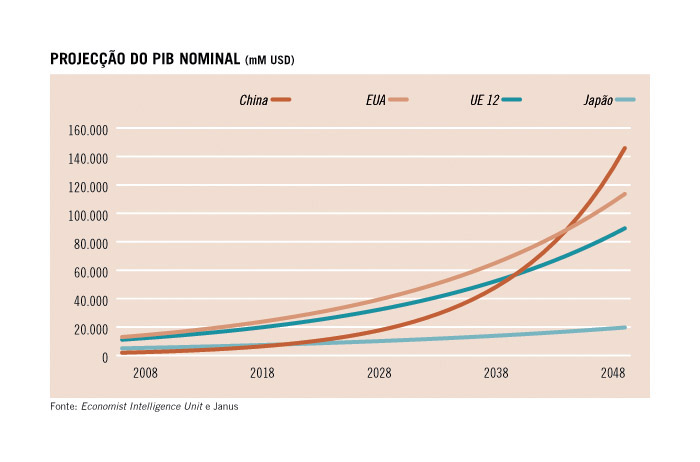 PROJECÇÃO DO PIB NOMINAL (mM USD)
China EUA UE 12 Japão
160.000
140.000
120.000
100.000
80.000
60.000
40.000
20.000
0
2008 2018 2028 2038 2048
Fonte: Economist Intelligence Unit e Janus